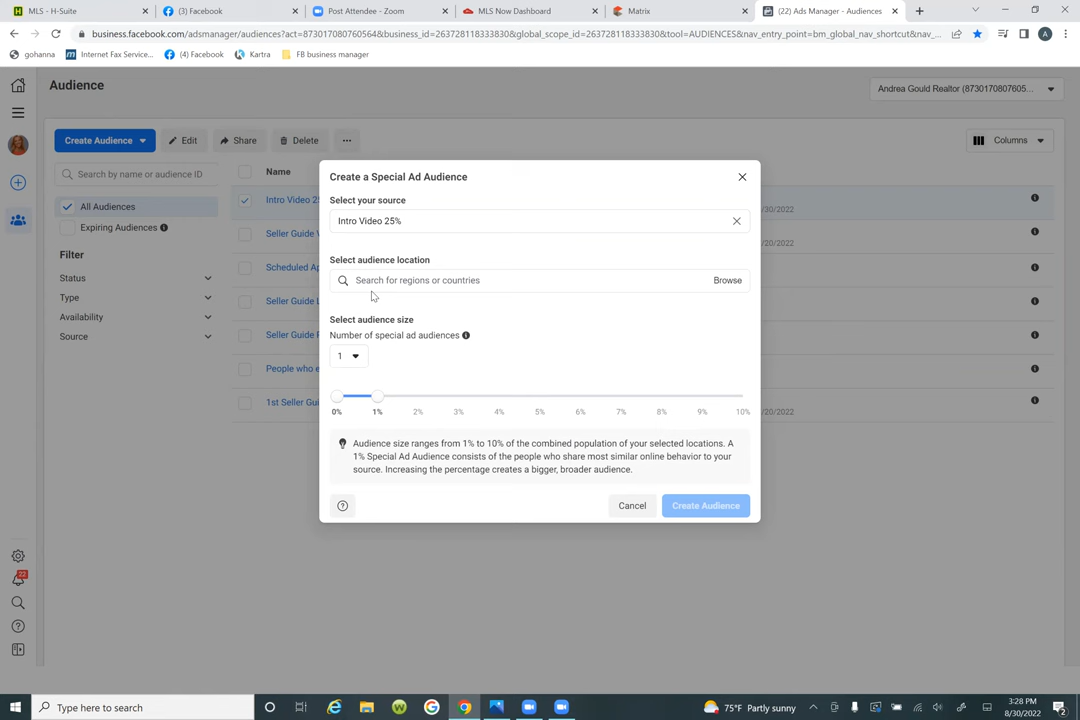 MLS - H-Suite
(3) Facebook
Post Attendee - Zoom
MLS Now Dashboard
Matrix
(22) Ads Manager - Audiences
business.facebook.com/adsmanager/audiences?act=873017080760564&business_id=263728118333830&global_scope_id=263728118333830&tool=AUDIENCES&nav_entry_point=bm_global_nav_shortcut&nav_...
A
gohanna
Internet Fax Service...
(4) Facebook
Kartra
FB business manager
Audience
Andrea Gould Realtor (8730170807605...
Create Audience
Edit
Share
Delete
Columns
Search by name or audience ID
Name
All Audiences
Expiring Audiences
Filter
Status
Type
Availability
Source
Intro Video 2
/30/2022
Seller Guide V
/20/2022
Scheduled Ap
Seller Guide L
Seller Guide
People who e
1st Seller Gui
/20/2022
Create a Special Ad Audience
Select your source
Intro Video 25%
Select audience location
Search for regions or countries
Browse
Select audience size
Number of special ad audiences
1
0% 1% 2% 3% 4% 5% 6% 7% 8% 9% 10%
Audience size ranges from 1% to 10% of the combined population of your selected locations. A
1% Special Ad Audience consists of the people who share most similar online behavior to your
source. Increasing the percentage creates a bigger, broader audience.
Cancel
Create Audience
22
Type here to search
75°F Partly sunny
3:28 PM
8/30/2022
2